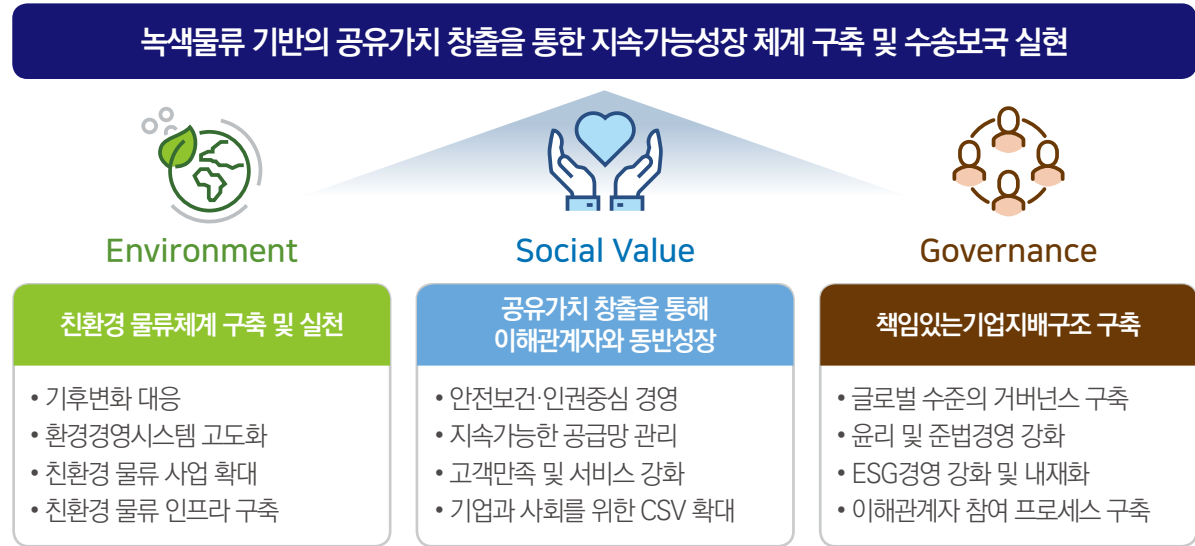 녹색물류 기반의 공유가치 창출을 통한 지속가능성장 체계 구축 및 수송보국 실현
Environment
친환경 물류체계 구축 및 실천
• 기후변화 대응
• 환경경영시스템 고도화
• 친환경 물류 사업 확대
• 친환경 물류 인프라 구축
Social Value
공유가치 창출을 통해
이해관계자와 동반성장
• 안전보건·인권중심 경영
• 지속가능한 공급망 관리
• 고객만족 및 서비스 강화
• 기업과 사회를 위한 CSV 확대
Governance
책임있는기업지배구조 구축
• 글로벌 수준의 거버넌스 구축
• 윤리 및 준법경영 강화
• ESG경영 강화 및 내재화
• 이해관계자 참여 프로세스 구축